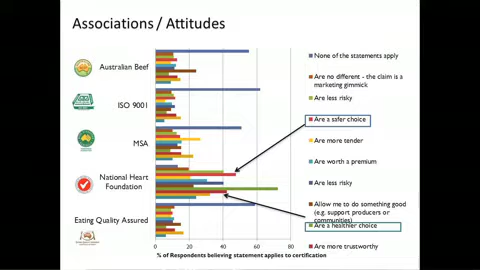 Associations / Attitudes
Australian Beef
ISO 9001
MSA
National Heart
Foundation
Exting Quality Assured
0
20
40
60
80
100
% of Respondents believing statement applies to certification
None of the statements apply
Are no different - the claim is a
marketing gimmick
Are less risky
Are a safer choice
Are more tender
Are worth a premium
Are less risky
Allow me to do something good
(e.g. support producers or
communities)
Are a healthier choice
Are more trustworthy